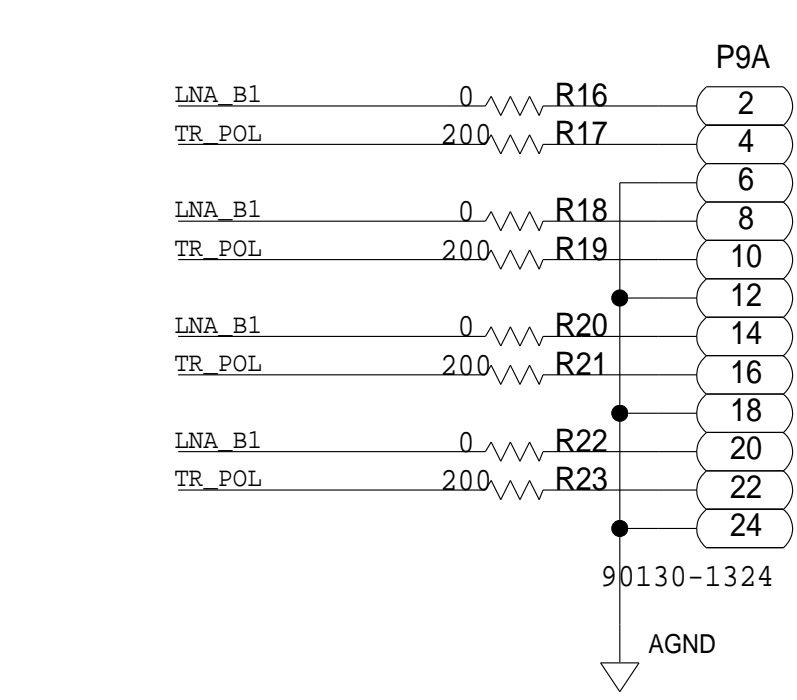 P9A
LNA_B1 0 R16 2
TR_POL 200 R17 4
6
LNA_B1 0 R18 8
TR_POL 200 R19 10
12
LNA_B1 0 R20 14
TR_POL 200 R21 16
18
LNA_B1 0 R22 20
TR_POL 200 R23 22
24
90130-1324
AGND